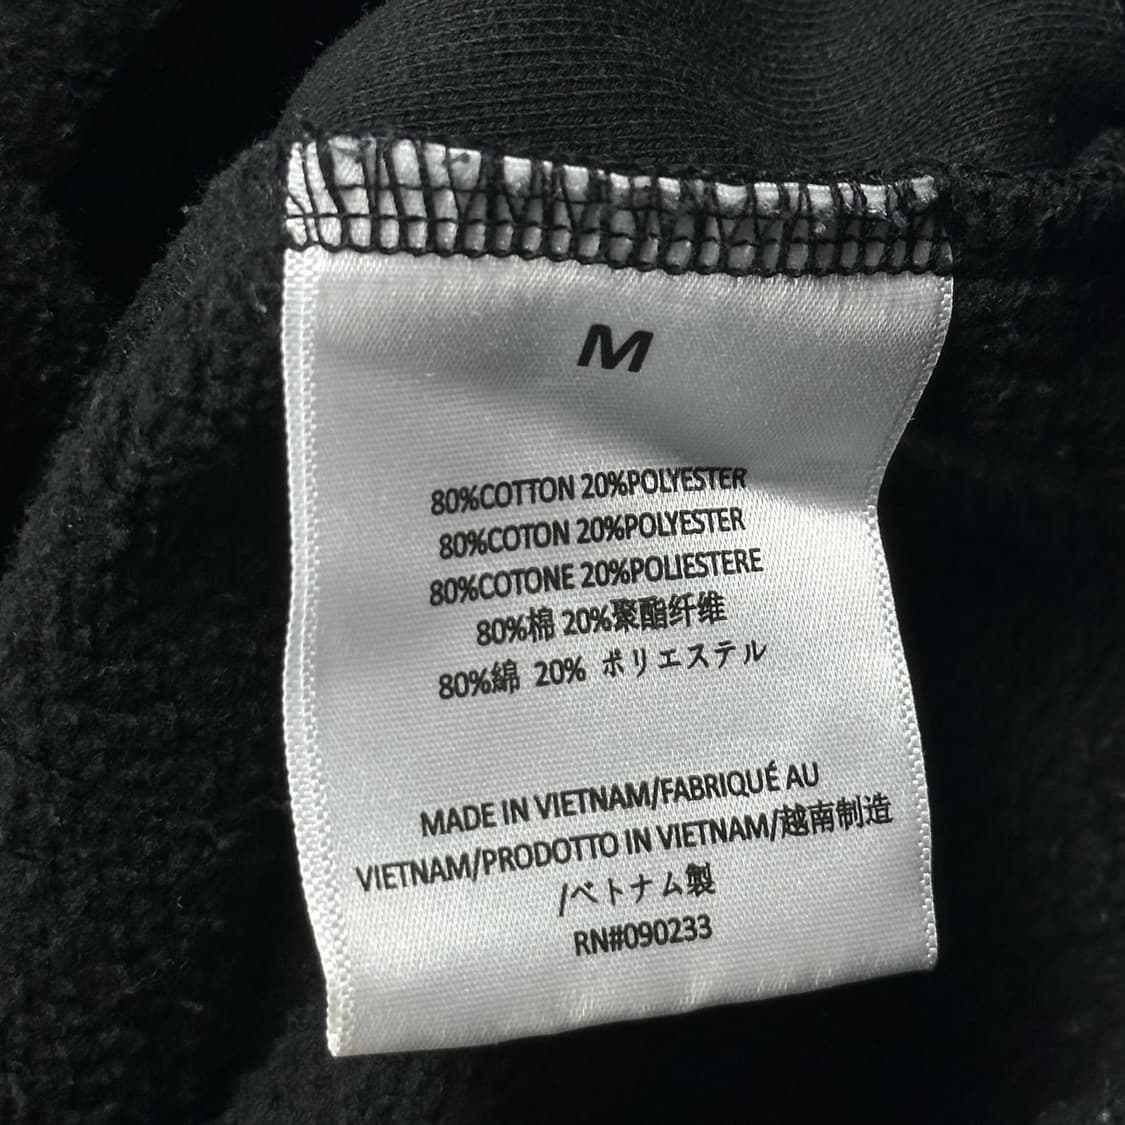 M
80%COTTON 20%POLYESTER
80%COTON 20%POLYESTER
80%COTONE 20%POLIESTERE
80%棉 20%聚酯纤维
80%綿 20% ポリエステル
MADE IN VIETNAM/FABRIQUÉ AU
VIETNAM/PRODOTTO IN VIETNAM/越南制造
/ベトナム製
RN#090233